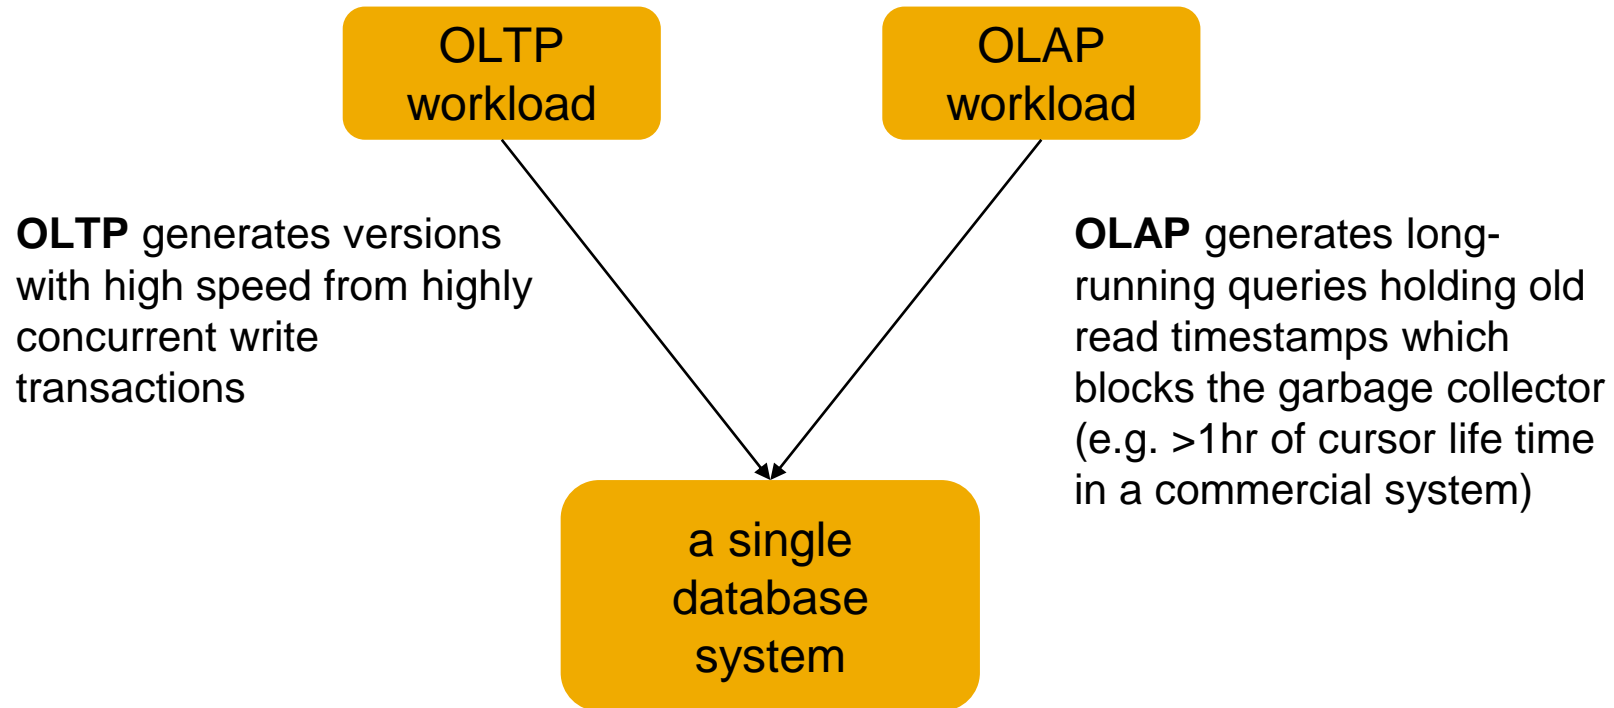 OLTP
workload
OLAP
workload
OLTP generates versions
with high speed from highly
concurrent write
transactions
OLAP generates long-
running queries holding old
read timestamps which
blocks the garbage collector
(e.g. >1hr of cursor life time
in a commercial system)
a single
database
system